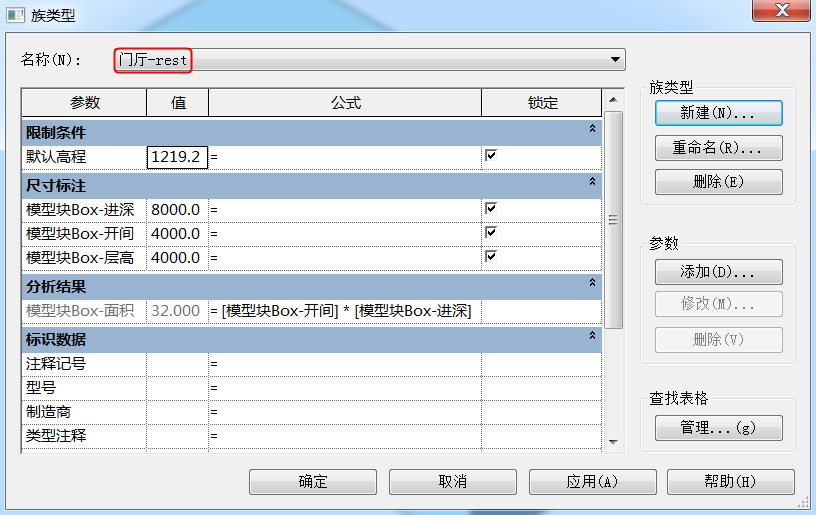 族类型
名称(N): 门厅-rest
参数 值 公式 锁定
限制条件
默认高程 1219.2 =
尺寸标注
模型块Box-进深 8000.0 =
模型块Box-开间 4000.0 =
模型块Box-层高 4000.0 =
分析结果
模型块Box-面积 32.000 = [模型块Box-开间] * [模型块Box-进深]
标识数据
注释记号 =
型号 =
制造商 =
类型注释 =
族类型
新建(N)...
重命名(R)...
删除(E)
参数
添加(D)...
修改(M)...
删除(V)
查找表格
管理...(g)
确定 取消 应用(A) 帮助(H)